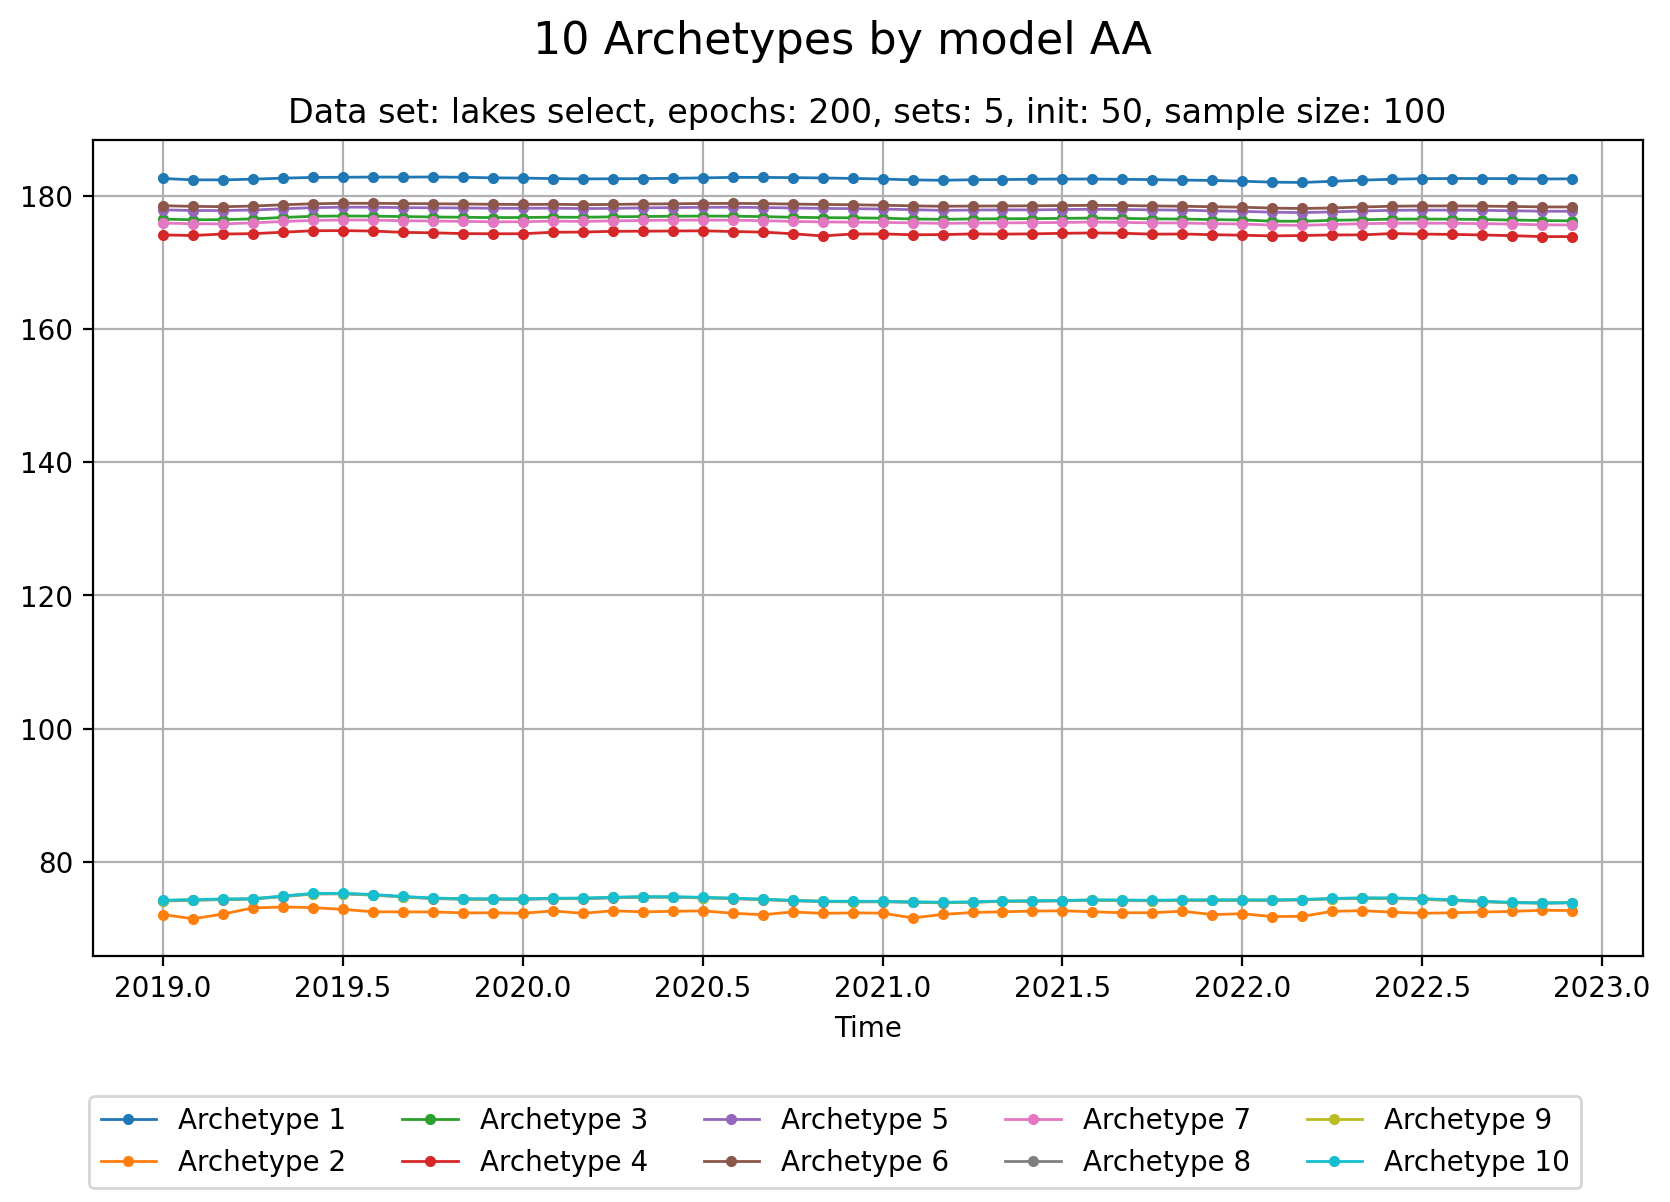 10 Archetypes by model AA
Data set: lakes select, epochs: 200, sets: 5, init: 50, sample size: 100
180
160
140
120
100
80
2019.0 2019.5 2020.0 2020.5 2021.0 2021.5 2022.0 2022.5 2023.0
Time
Archetype 1 Archetype 3 Archetype 5 Archetype 7 Archetype 9
Archetype 2 Archetype 4 Archetype 6 Archetype 8 Archetype 10